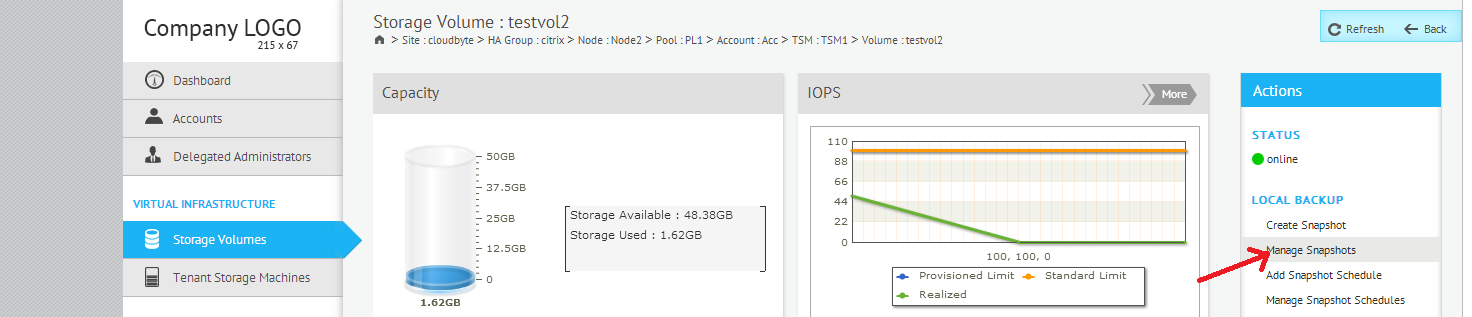 Company LOGO
215 x 67
Dashboard
Accounts
Delegated Administrators
VIRTUAL INFRASTRUCTURE
Storage Volumes
Tenant Storage Machines
Storage Volume : testvol2
> Site : cloudbyte > HA Group : citrix > Node : Node2 > Pool : PL1 > Account : Acc > TSM : TSM1 > Volume : testvol2
Refresh
Back
Capacity
50GB
37.5GB
25GB
12.5GB
0
1.62GB
Storage Available : 48.38GB
Storage Used : 1.62GB
IOPS
More
110
88
66
44
22
0
100, 100, 0
Provisioned Limit
Standard Limit
Realized
Actions
STATUS
online
LOCAL BACKUP
Create Snapshot
Manage Snapshots
Add Snapshot Schedule
Manage Snapshot Schedules